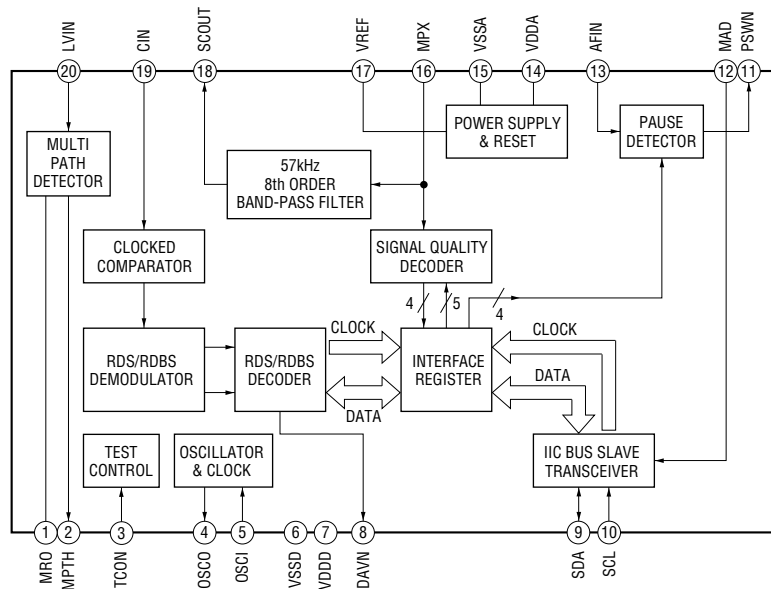 LVIN
CIN
SCOUT
VREF
MPX
VSSA
VDDA
AFIN
MAD
PSWN
20
19
18
17
16
15
14
13
12
11
MULTI
PATH
DETECTOR
57kHz
8th ORDER
BAND-PASS FILTER
POWER SUPPLY
& RESET
PAUSE
DETECTOR
CLOCKED
COMPARATOR
SIGNAL QUALITY
DECODER
4
5
4
RDS/RDBS
DEMODULATOR
RDS/RDBS
DECODER
CLOCK
DATA
INTERFACE
REGISTER
CLOCK
DATA
TEST
CONTROL
OSCILLATOR
& CLOCK
IIC BUS SLAVE
TRANSCEIVER
1
2
3
4
5
6
7
8
9
10
MRO
MPTH
TCON
OSCO
OSCI
VSSD
VDDD
DAVN
SDA
SCL